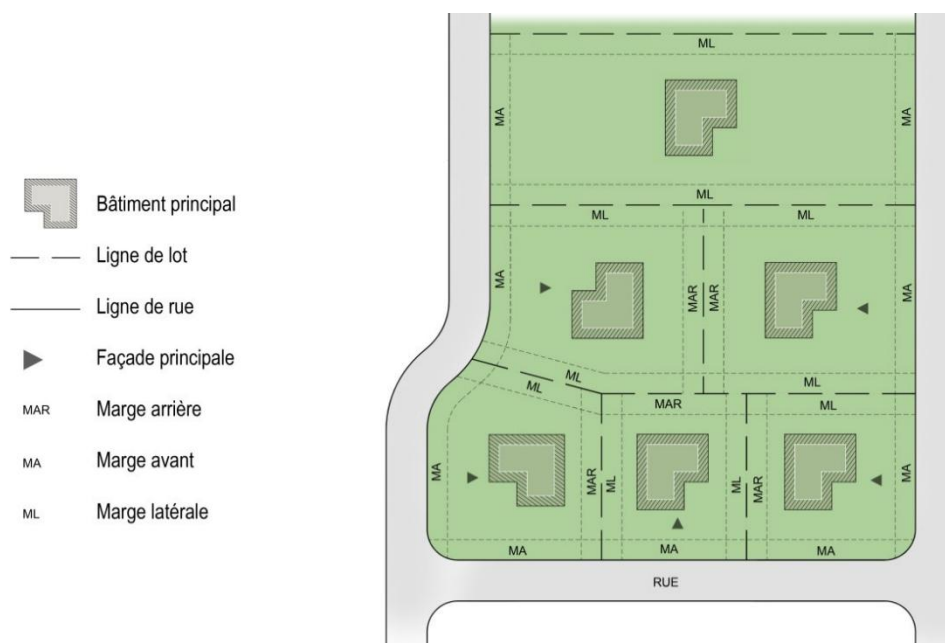 Bâtiment principal
Ligne de lot
Ligne de rue
Façade principale
MAR Marge arrière
MA Marge avant
ML Marge latérale
ML
MA
MA
ML
ML
ML
MA
MAR
MAR
MA
ML
ML
ML
MAR
ML
MA
MAR
ML
ML
MAR
MA
MA
MA
MA
RUE